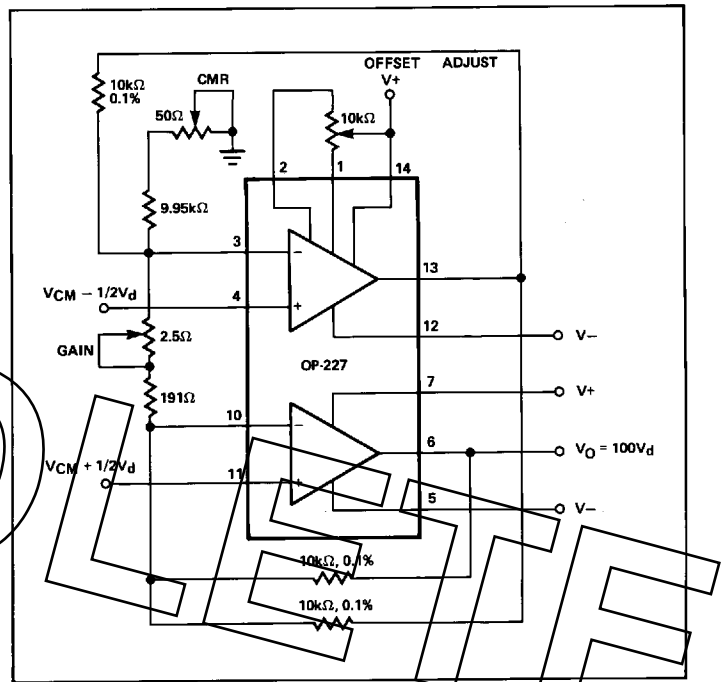 OFFSET ADJUST
V+
10kΩ
0.1%
CMR
50Ω
10kΩ
2
1
14
9.95kΩ
3
−
13
VCM − 1/2Vd
4
+
12
V−
GAIN
2.5Ω
OP-227
7
V+
191Ω
10
−
6
VO = 100Vd
VCM + 1/2Vd
11
+
5
V−
10kΩ, 0.1%
10kΩ, 0.1%